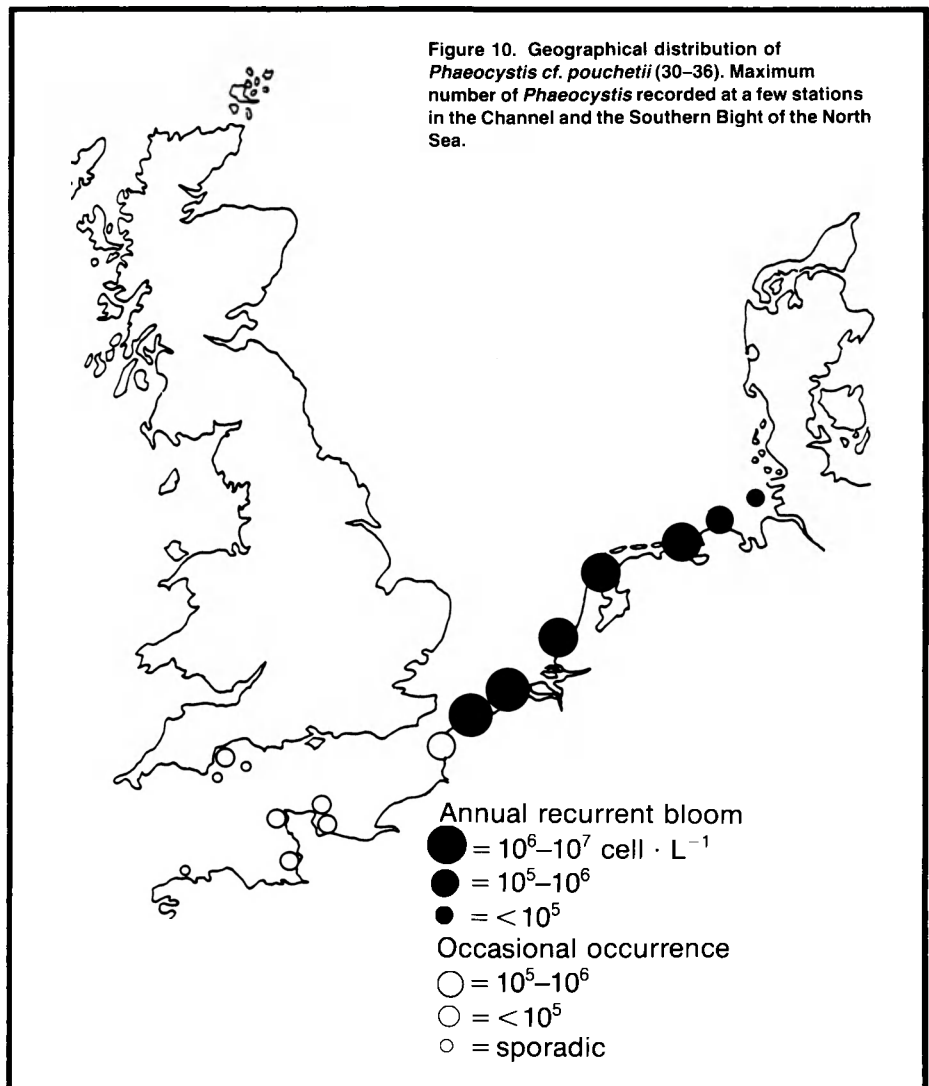 Figure 10. Geographical distribution of
Phaeocystis cf. pouchetii (30–36). Maximum
number of Phaeocystis recorded at a few stations
in the Channel and the Southern Bight of the North
Sea.
Annual recurrent bloom
= 10⁶–10⁷ cell · L⁻¹
= 10⁵–10⁶
= <10⁵
Occasional occurrence
= 10⁵–10⁶
= <10⁵
= sporadic